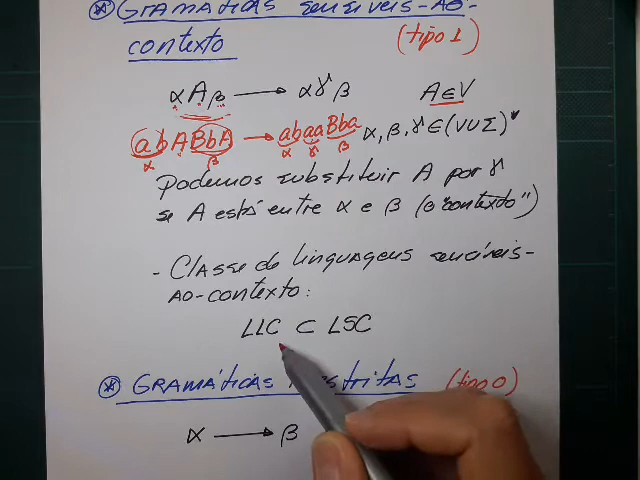 * GRAMÁTICAS SENSÍVEIS-AO-
CONTEXTO (tipo 1)
αAβ → αγβ A ∈ V
abABbA → abaaBba α, β, γ ∈ (V∪Σ)*
α β α γ β
Podemos substituir A por γ
se A está entre α e β (o "contexto")
- Classe de linguagens sensíveis-
AO-contexto:
LLC ⊂ LSC
* GRAMÁTICAS (tipo 0)
α → β